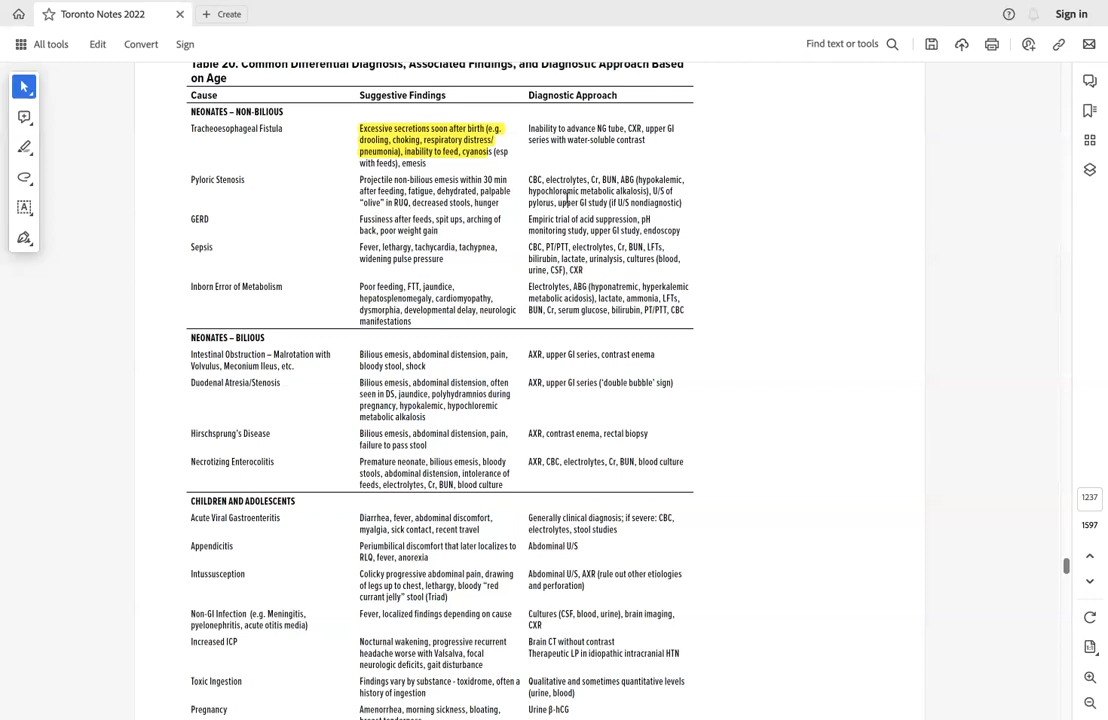 Toronto Notes 2022
Create
Sign in
All tools
Edit
Convert
Sign
Find text or tools
Table 20. Common Differential Diagnosis, Associated Findings, and Diagnostic Approach Based
on Age
Cause
Suggestive Findings
Diagnostic Approach
NEONATES – NON-BILIOUS
Tracheoesophageal Fistula
Excessive secretions soon after birth (e.g.
drooling, choking, respiratory distress/
pneumonia), inability to feed, cyanosis (esp
with feeds), emesis
Inability to advance NG tube, CXR, upper GI
series with water-soluble contrast
Pyloric Stenosis
Projectile non-bilious emesis within 30 min
after feeding, fatigue, dehydrated, palpable
“olive” in RUQ, decreased stools, hunger
CBC, electrolytes, Cr, BUN, ABG (hypokalemic,
hypochloremic metabolic alkalosis), U/S of
pylorus, upper GI study (if U/S nondiagnostic)
GERD
Fussiness after feeds, spit ups, arching of
back, poor weight gain
Empiric trial of acid suppression, pH
monitoring study, upper GI study, endoscopy
Sepsis
Fever, lethargy, tachycardia, tachypnea,
widening pulse pressure
CBC, PT/PTT, electrolytes, Cr, BUN, LFTs,
bilirubin, lactate, urinalysis, cultures (blood,
urine, CSF), CXR
Inborn Error of Metabolism
Poor feeding, FTT, jaundice,
hepatosplenomegaly, cardiomyopathy,
dysmorphia, developmental delay, neurologic
manifestations
Electrolytes, ABG (hyponatremic, hyperkalemic
metabolic acidosis), lactate, ammonia, LFTs,
BUN, Cr, serum glucose, bilirubin, PT/PTT, CBC
NEONATES – BILIOUS
Intestinal Obstruction – Malrotation with
Volvulus, Meconium Ileus, etc.
Bilious emesis, abdominal distension, pain,
bloody stool, shock
AXR, upper GI series, contrast enema
Duodenal Atresia/Stenosis
Bilious emesis, abdominal distension, often
seen in DS, jaundice, polyhydramnios during
pregnancy, hypokalemic, hypochloremic
metabolic alkalosis
AXR, upper GI series (‘double bubble’ sign)
Hirschsprung's Disease
Bilious emesis, abdominal distension, pain,
failure to pass stool
AXR, contrast enema, rectal biopsy
Necrotizing Enterocolitis
Premature neonate, bilious emesis, bloody
stools, abdominal distension, intolerance of
feeds, electrolytes, Cr, BUN, blood culture
AXR, CBC, electrolytes, Cr, BUN, blood culture
CHILDREN AND ADOLESCENTS
Acute Viral Gastroenteritis
Diarrhea, fever, abdominal discomfort,
myalgia, sick contact, recent travel
Generally clinical diagnosis; if severe: CBC,
electrolytes, stool studies
Appendicitis
Periumbilical discomfort that later localizes to
RLQ, fever, anorexia
Abdominal U/S
Intussusception
Colicky progressive abdominal pain, drawing
of legs up to chest, lethargy, bloody “red
currant jelly” stool (Triad)
Abdominal U/S, AXR (rule out other etiologies
and perforation)
Non-GI Infection (e.g. Meningitis,
pyelonephritis, acute otitis media)
Fever, localized findings depending on cause
Cultures (CSF, blood, urine), brain imaging,
CXR
Increased ICP
Nocturnal wakening, progressive recurrent
headache worse with Valsalva, focal
neurologic deficits, gait disturbance
Brain CT without contrast
Therapeutic LP in idiopathic intracranial HTN
Toxic Ingestion
Findings vary by substance - toxidrome, often a
history of ingestion
Qualitative and sometimes quantitative levels
(urine, blood)
Pregnancy
Amenorrhea, morning sickness, bloating,
breast tenderness
Urine β-hCG
1237
1597